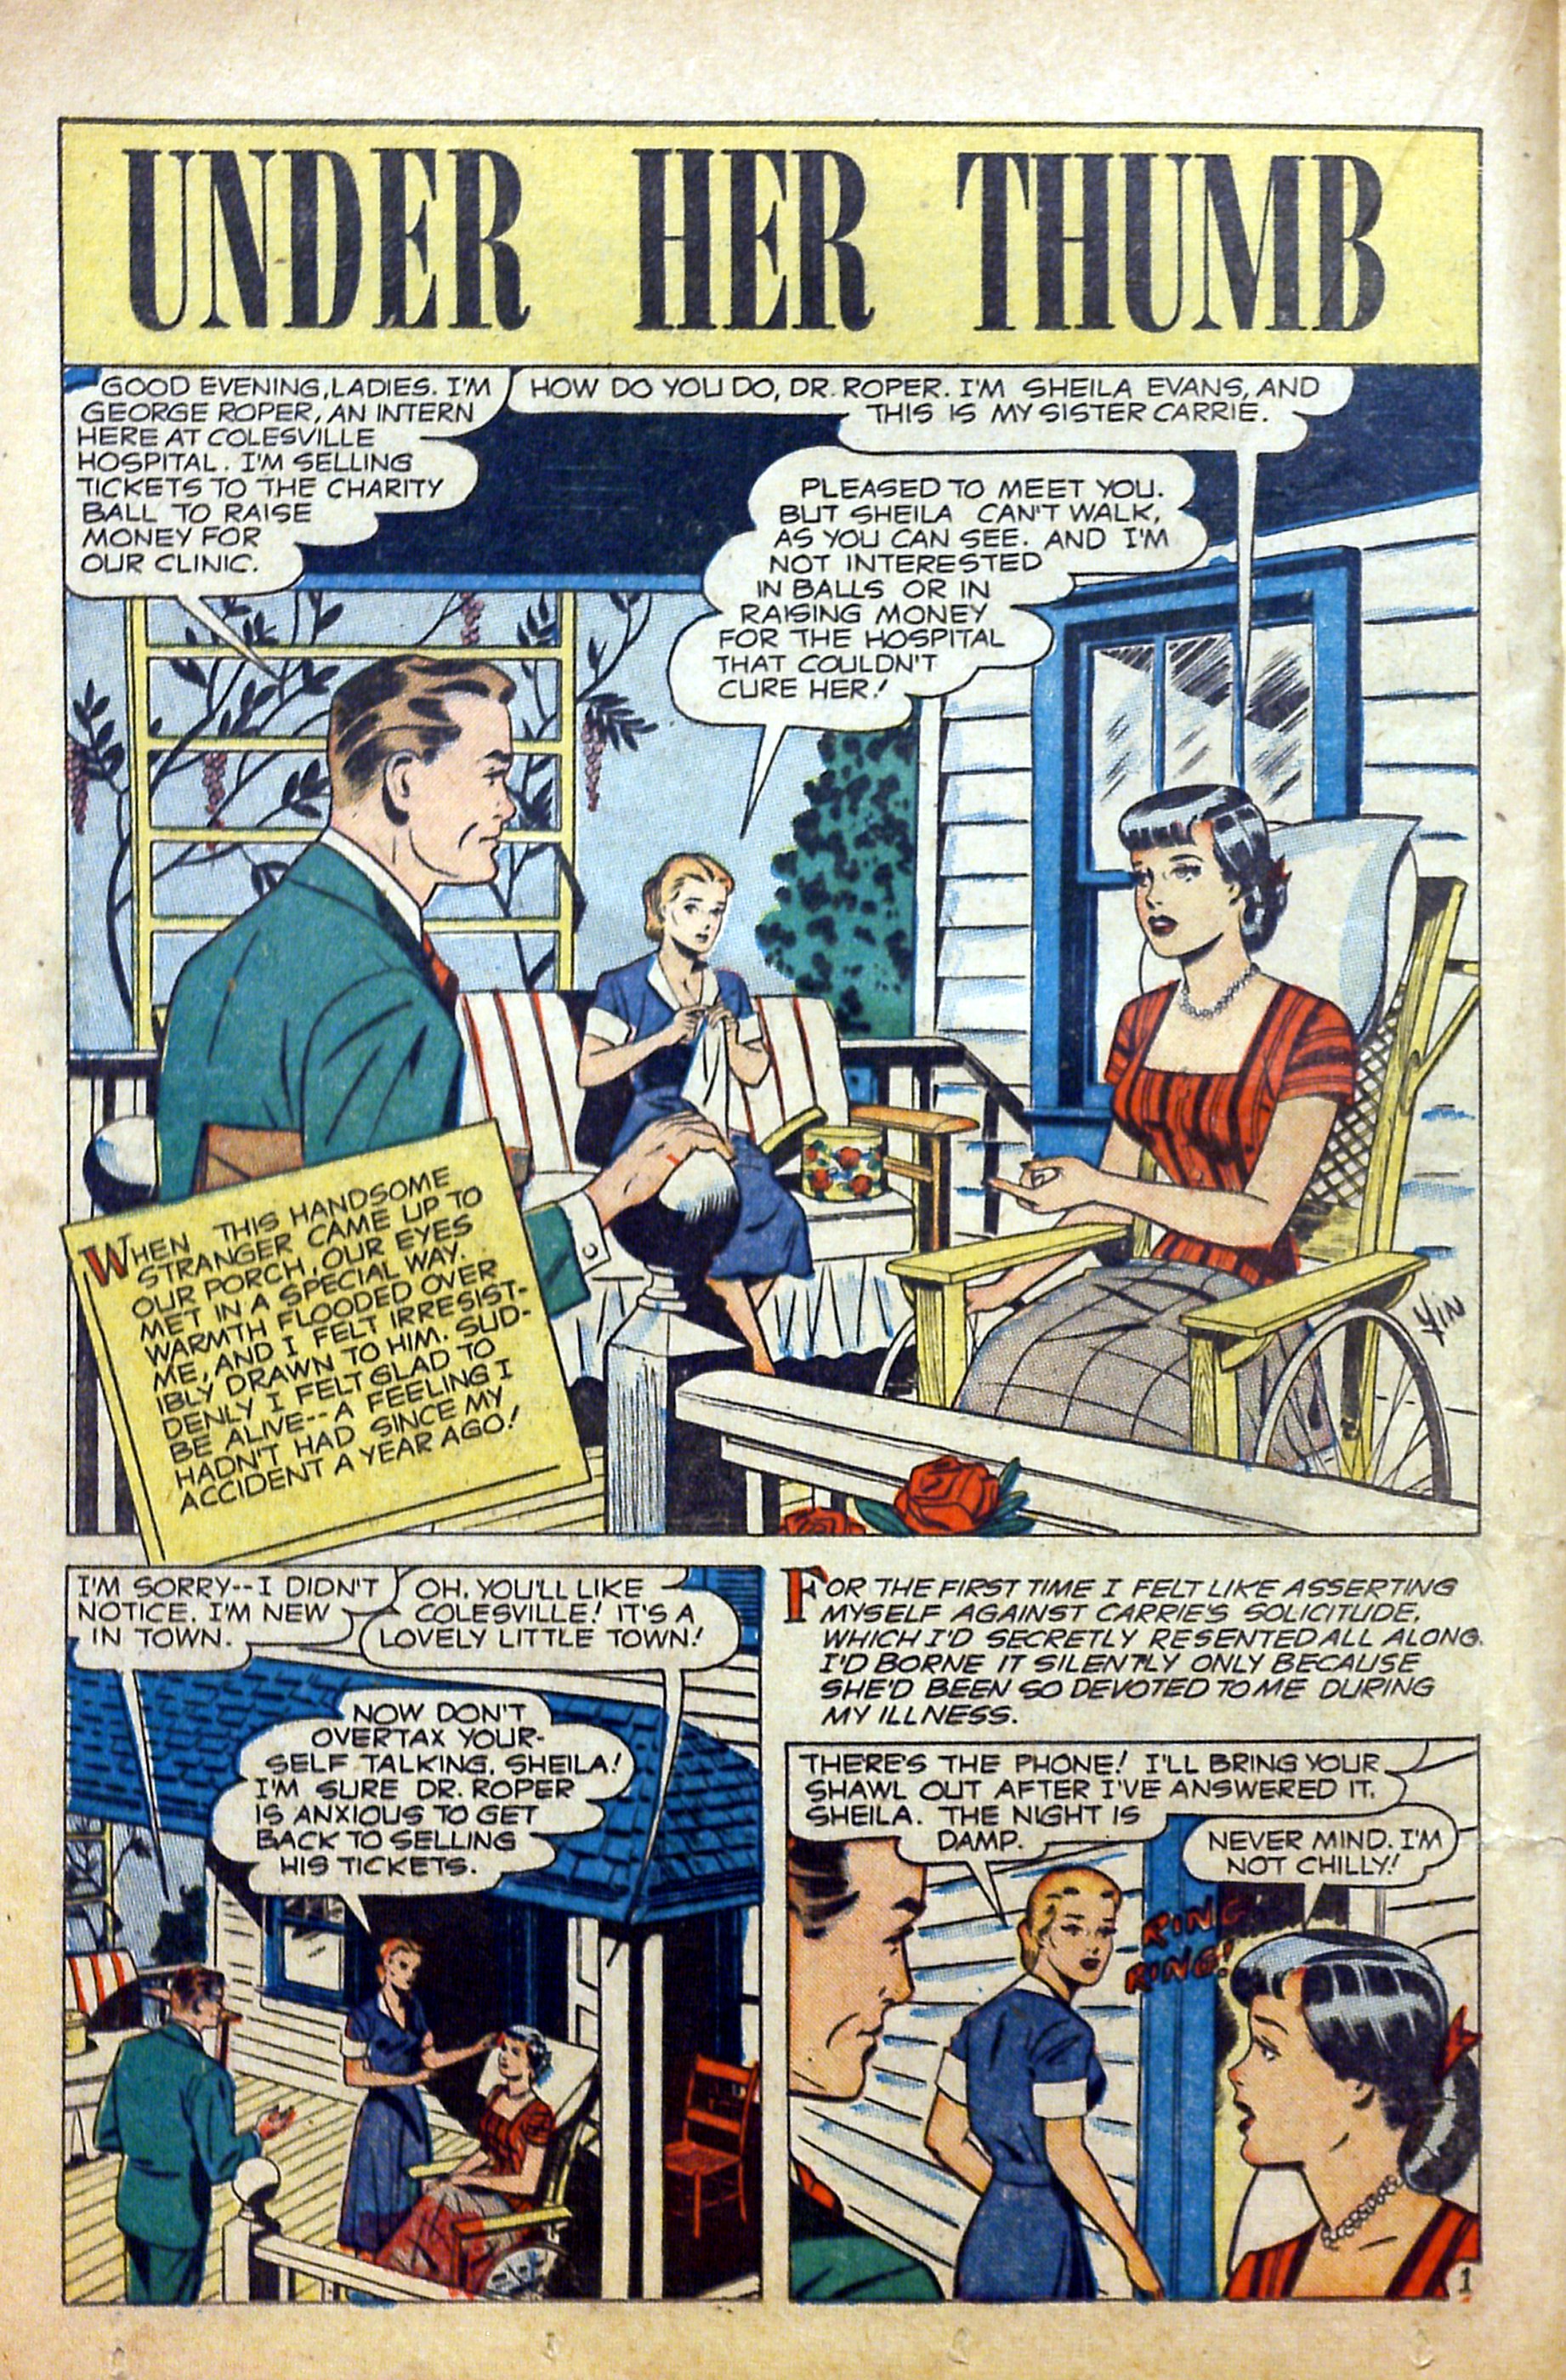 UNDER HER THUMB
GOOD EVENING, LADIES. I'M
GEORGE ROPER, AN INTERN
HERE AT COLESVILLE
HOSPITAL. I'M SELLING
TICKETS TO THE CHARITY
BALL TO RAISE
MONEY FOR
OUR CLINIC.
HOW DO YOU DO, DR. ROPER. I'M SHEILA EVANS, AND
THIS IS MY SISTER CARRIE.
PLEASED TO MEET YOU.
BUT SHEILA CAN'T WALK,
AS YOU CAN SEE. AND I'M
NOT INTERESTED
IN BALLS OR IN
RAISING MONEY
FOR THE HOSPITAL
THAT COULDN'T
CURE HER!
WHEN THIS HANDSOME
STRANGER CAME UP TO
OUR PORCH, OUR EYES
MET IN A SPECIAL WAY.
WARMTH FLOODED OVER
ME, AND I FELT IRRESIST-
IBLY DRAWN TO HIM. SUD-
DENLY I FELT GLAD TO
BE ALIVE--A FEELING I
HADN'T HAD SINCE MY
ACCIDENT A YEAR AGO!
I'M SORRY--I DIDN'T
NOTICE. I'M NEW
IN TOWN.
OH, YOU'LL LIKE
COLESVILLE! IT'S A
LOVELY LITTLE TOWN!
NOW DON'T
OVERTAX YOUR-
SELF TALKING, SHEILA!
I'M SURE DR. ROPER
IS ANXIOUS TO GET
BACK TO SELLING
HIS TICKETS.
FOR THE FIRST TIME I FELT LIKE ASSERTING
MYSELF AGAINST CARRIE'S SOLICITUDE,
WHICH I'D SECRETLY RESENTED ALL ALONG.
I'D BORNE IT SILENTLY ONLY BECAUSE
SHE'D BEEN SO DEVOTED TO ME DURING
MY ILLNESS.
THERE'S THE PHONE! I'LL BRING YOUR
SHAWL OUT AFTER I'VE ANSWERED IT,
SHEILA. THE NIGHT IS
DAMP.
NEVER MIND. I'M
NOT CHILLY!
RING
RING!
1